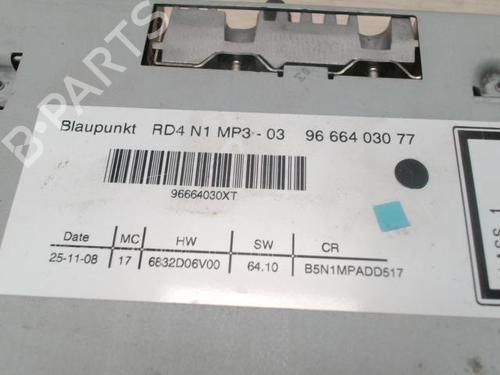 B-PARTS
Blaupunkt RD4 N1 MP3 - 03 96 664 030 77
96664030XT
Date MC HW SW CR
25-11-08 17 6832D06V00 64.10 B5N1MPADD517